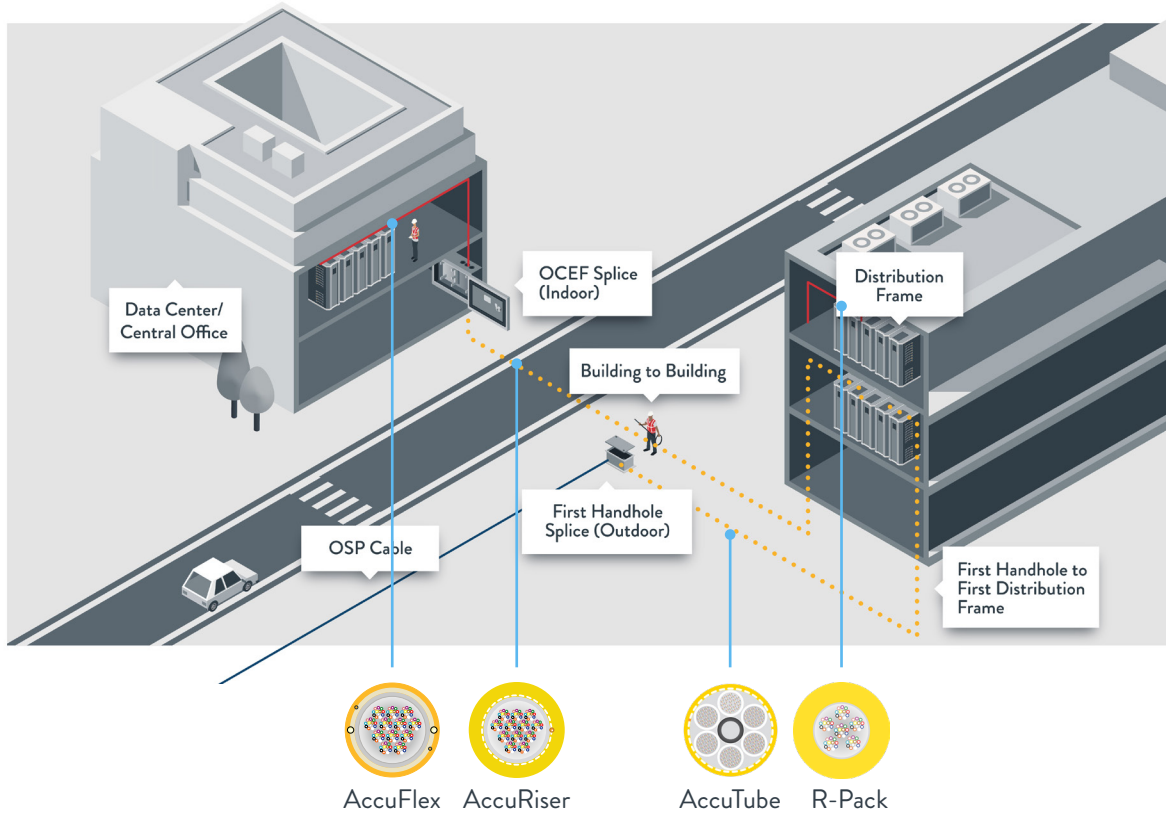 OCEF Splice
(Indoor)
Distribution
Frame
Data Center/
Central Office
Building to Building
First Handhole
Splice (Outdoor)
OSP Cable
First Handhole to
First Distribution
Frame
AccuFlex
AccuRiser
AccuTube
R-Pack